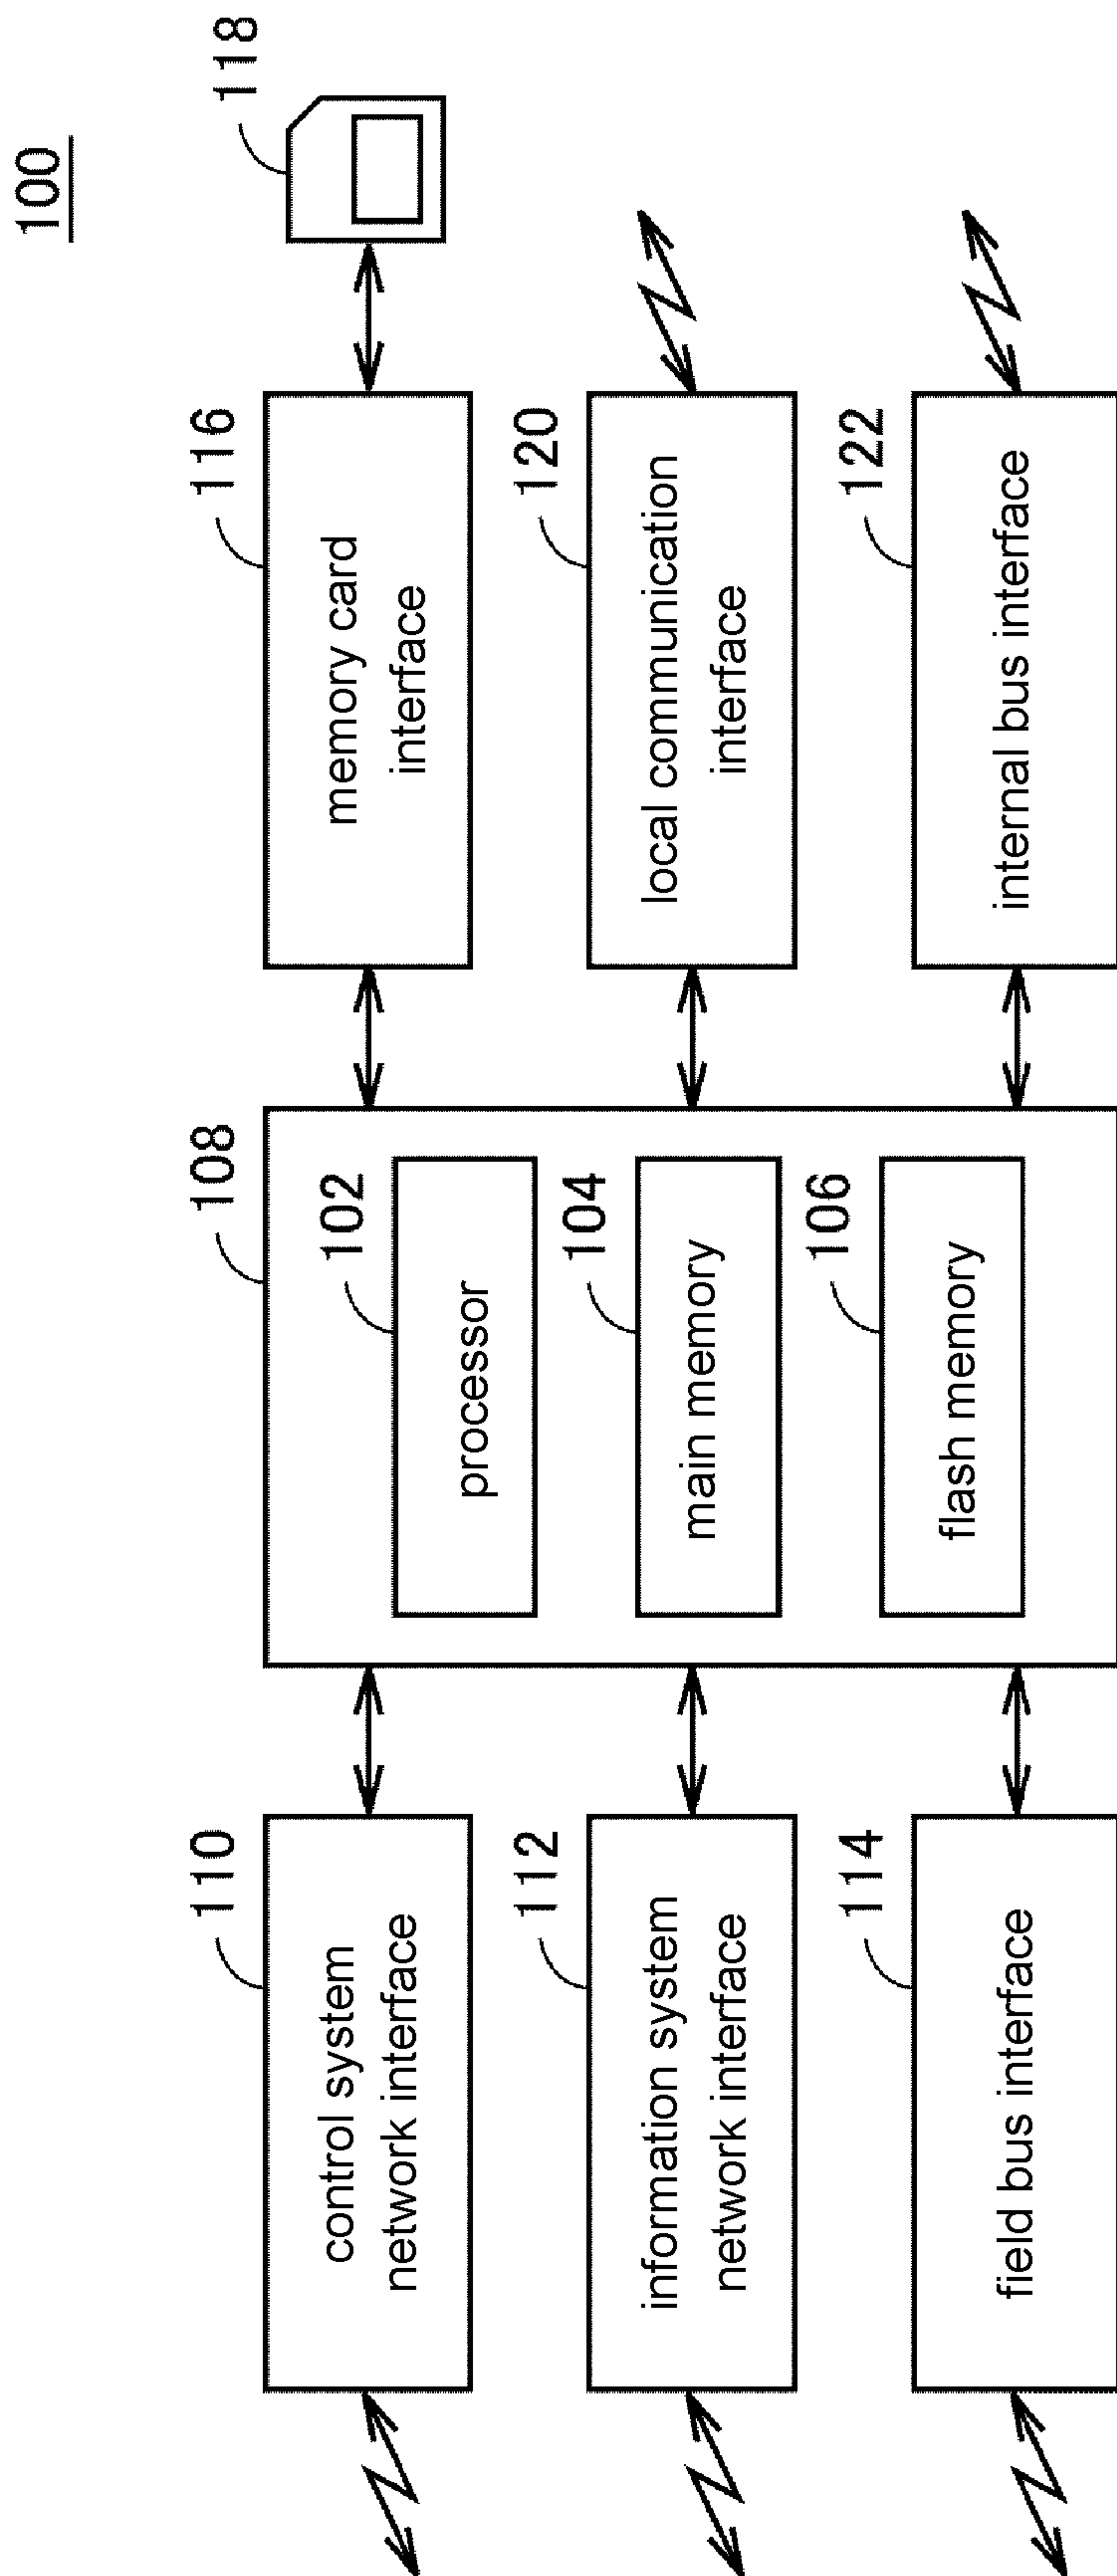 100
108
110
control system
network interface
102
processor
116
memory card
interface
118
112
information system
network interface
104
main memory
120
local communication
interface
114
field bus interface
106
flash memory
122
internal bus interface